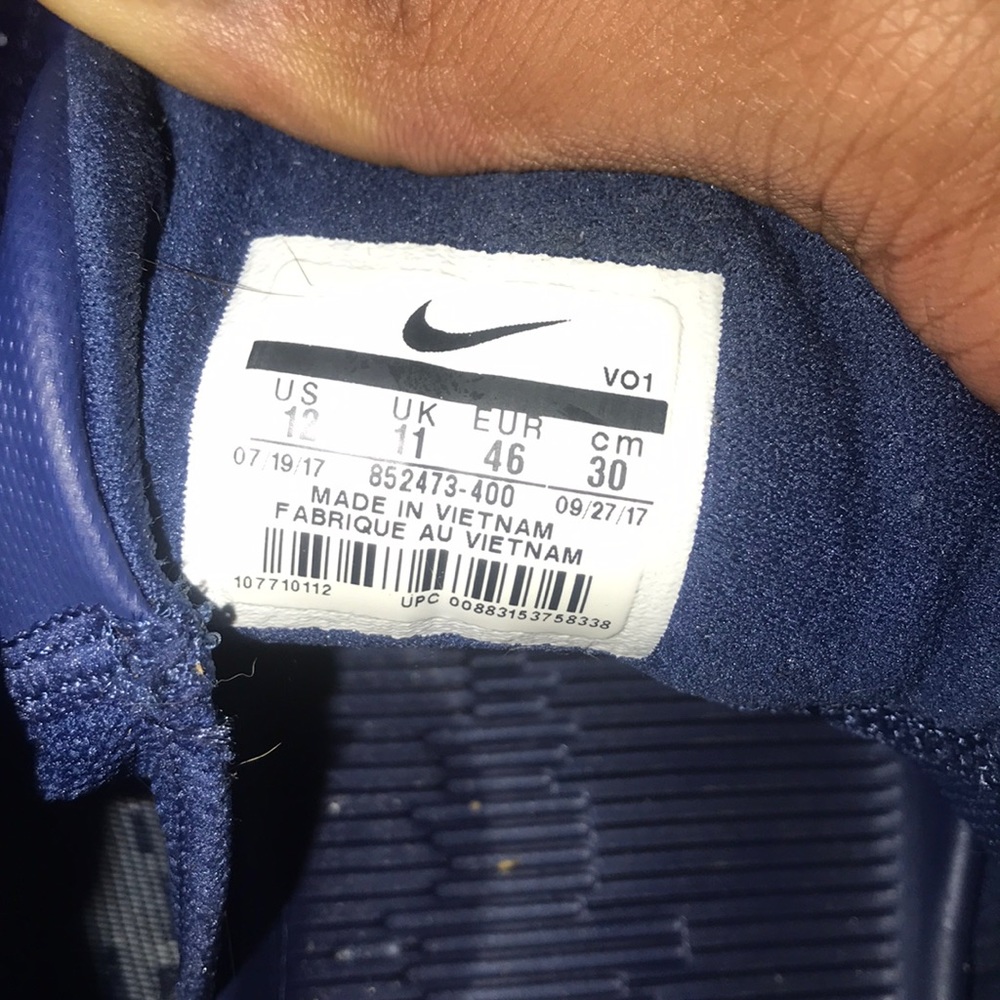 VO1
US UK EUR cm
12 11 46 30
07/19/17 852473-400 09/27/17
MADE IN VIETNAM
FABRIQUE AU VIETNAM
107710112 UPC 00883153758338